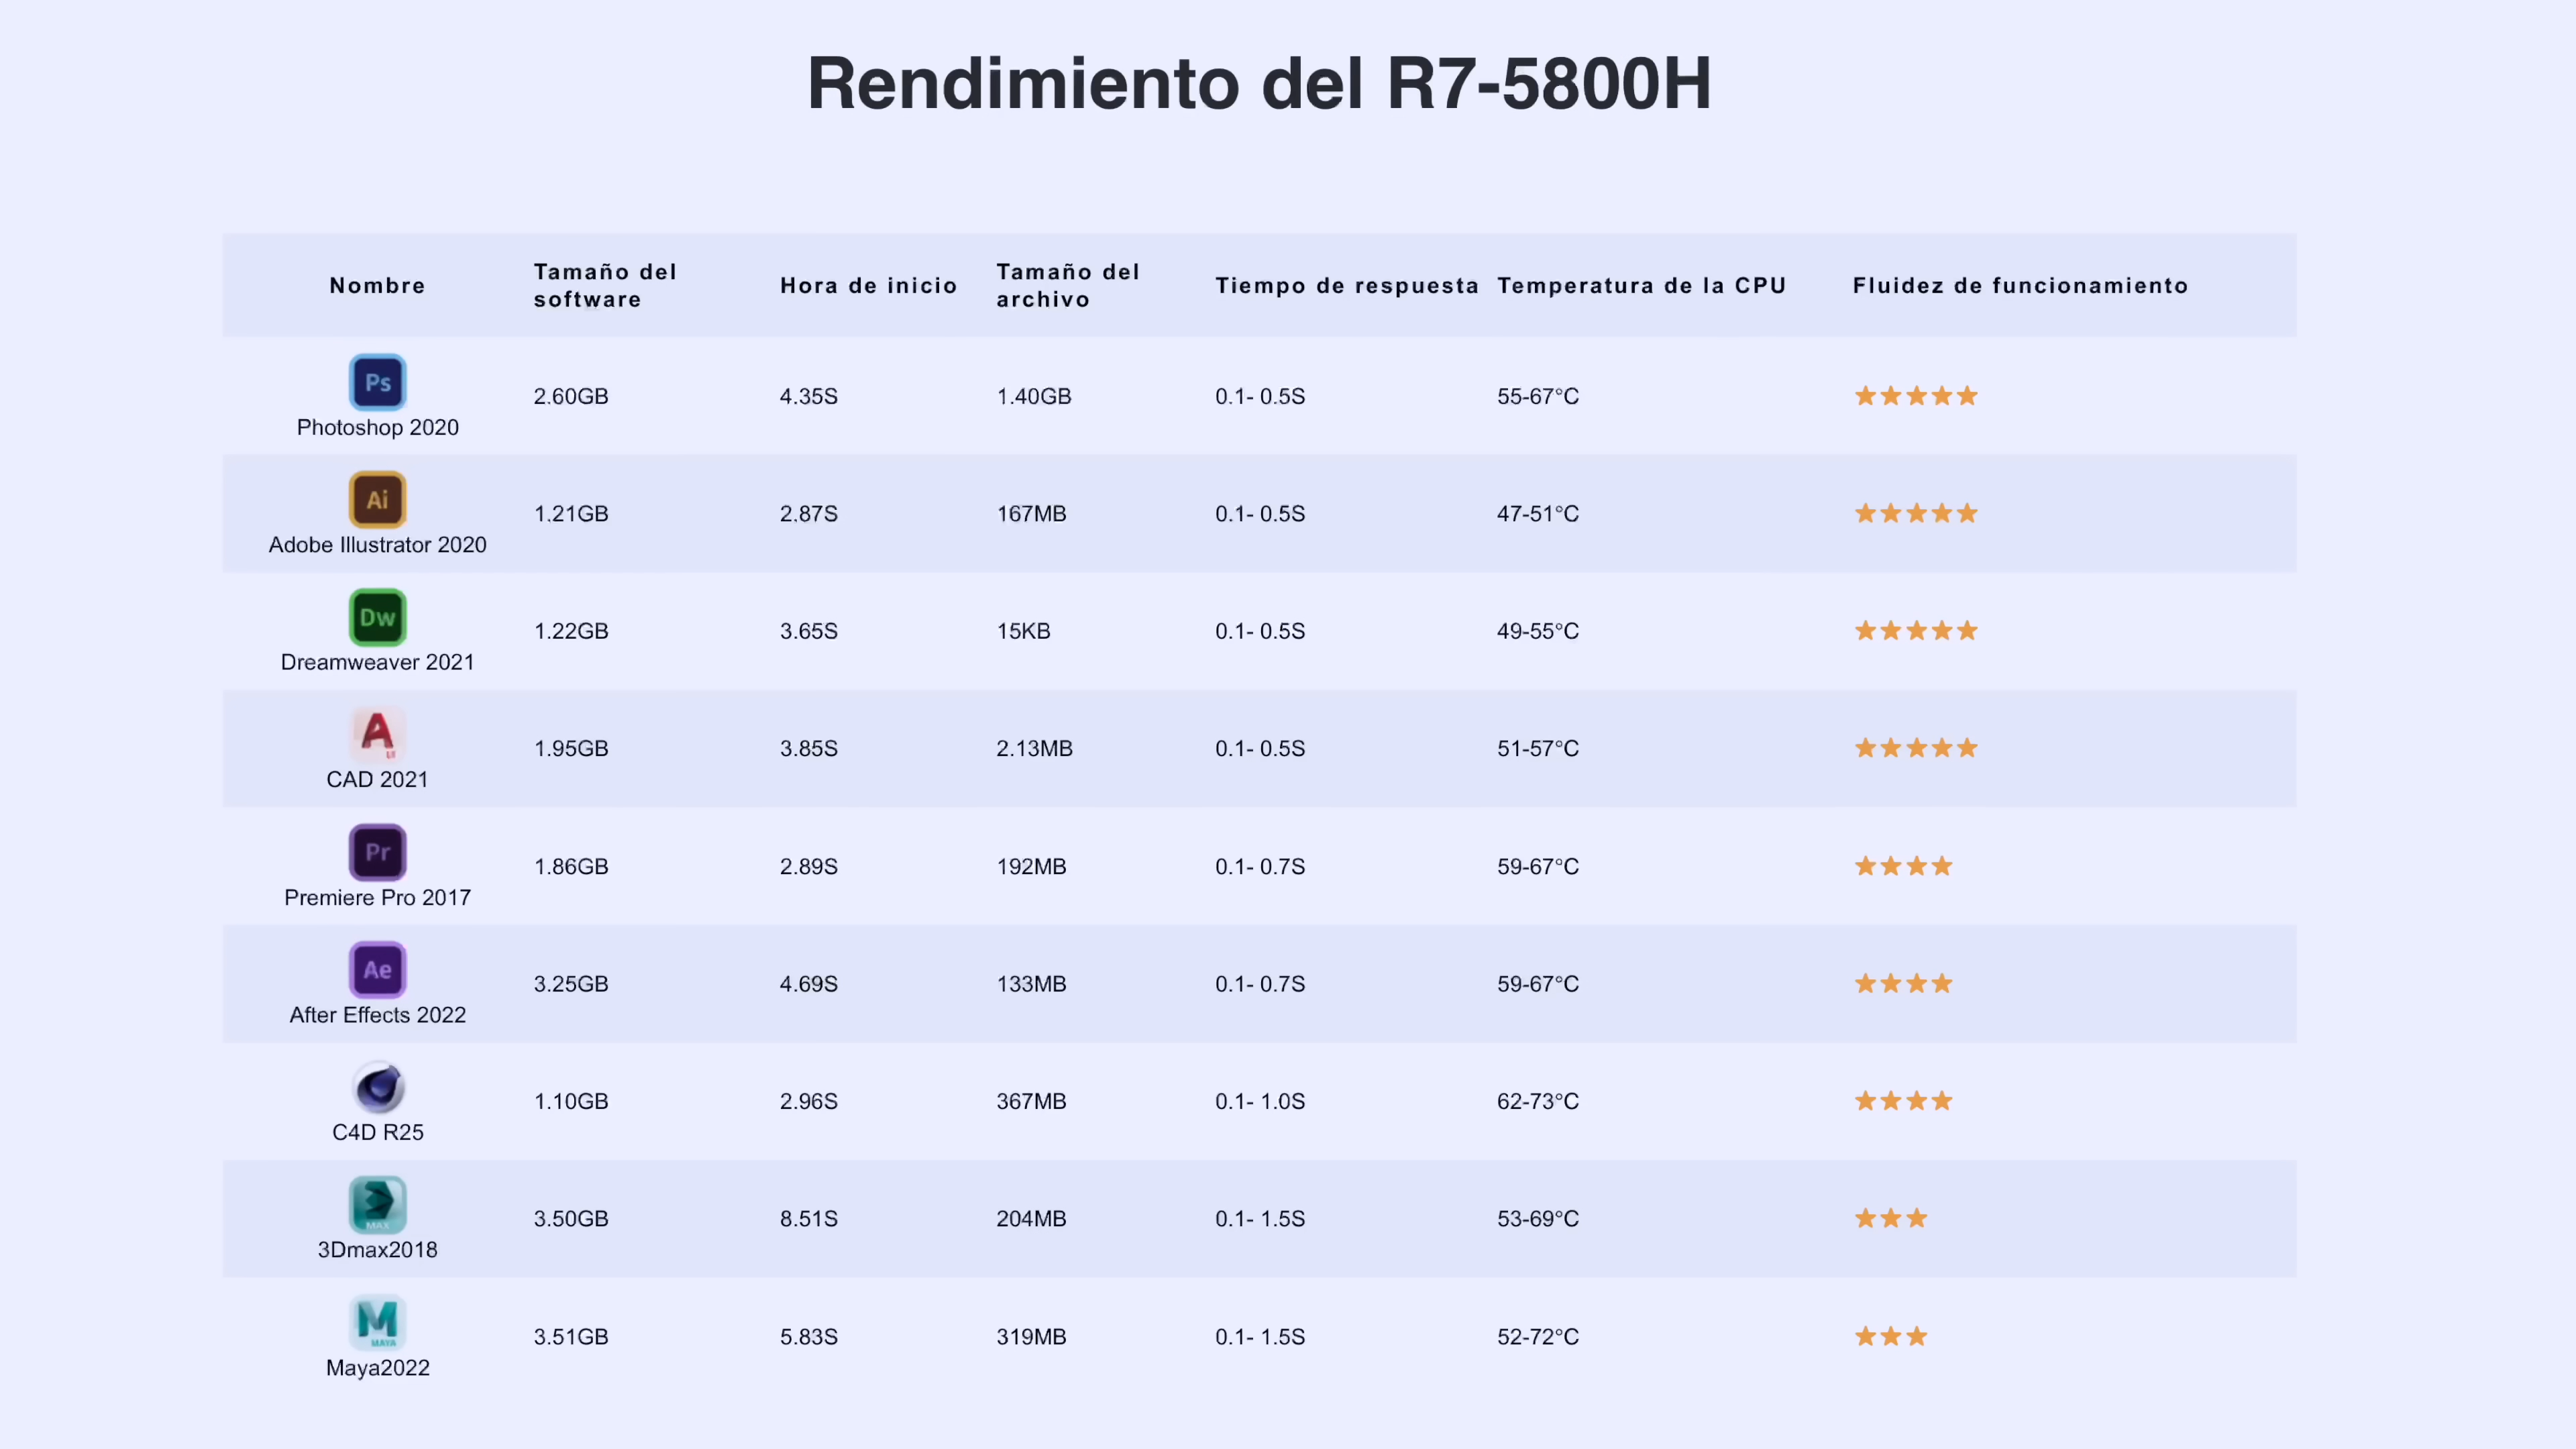 Rendimiento del R7-5800H
Nombre Tamaño del software Hora de inicio Tamaño del archivo Tiempo de respuesta Temperatura de la CPU Fluidez de funcionamiento
Ps
Photoshop 2020 2.60GB 4.35S 1.40GB 0.1- 0.5S 55-67°C
Ai
Adobe Illustrator 2020 1.21GB 2.87S 167MB 0.1- 0.5S 47-51°C
Dw
Dreamweaver 2021 1.22GB 3.65S 15KB 0.1- 0.5S 49-55°C
A LT
CAD 2021 1.95GB 3.85S 2.13MB 0.1- 0.5S 51-57°C
Pr
Premiere Pro 2017 1.86GB 2.89S 192MB 0.1- 0.7S 59-67°C
Ae
After Effects 2022 3.25GB 4.69S 133MB 0.1- 0.7S 59-67°C
C4D R25 1.10GB 2.96S 367MB 0.1- 1.0S 62-73°C
3 MAX
3Dmax2018 3.50GB 8.51S 204MB 0.1- 1.5S 53-69°C
M MAYA
Maya2022 3.51GB 5.83S 319MB 0.1- 1.5S 52-72°C